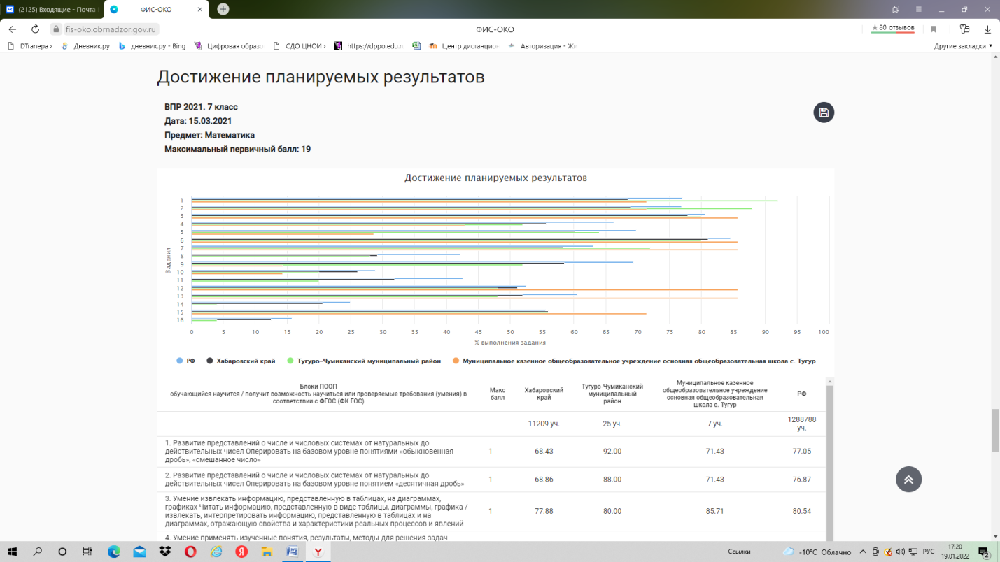 (2125) Входящие - Почта
ФИС-ОКО
fis-oko.obrnadzor.gov.ru
ФИС-ОКО
★ 80 отзывов
DTranepa ›
Дневник.ру
дневник.ру - Bing
Цифровая образо
СДО ЦНОИ ›
https://dppo.edu.ru
Центр дистанцион
Авторизация - Жи
Другие закладки ▾
Достижение планируемых результатов
ВПР 2021. 7 класс
Дата: 15.03.2021
Предмет: Математика
Максимальный первичный балл: 19
Достижение планируемых результатов
Задания
1
2
3
4
5
6
7
8
9
10
11
12
13
14
15
16
0 5 10 15 20 25 30 35 40 45 50 55 60 65 70 75 80 85 90 95 100
% выполнения задания
РФ Хабаровский край Тугуро-Чумиканский муниципальный район Муниципальное казенное общеобразовательное учреждение основная общеобразовательная школа с. Тугур
Блоки ПООП
обучающийся научится / получит возможность научиться или проверяемые требования (умения) в
соответствии с ФГОС (ФК ГОС)
Макс
балл
Хабаровский
край
Тугуро-Чумиканский
муниципальный
район
Муниципальное казенное
общеобразовательное учреждение
основная общеобразовательная
школа с. Тугур
РФ
11209 уч. 25 уч. 7 уч. 1288788
уч.
1. Развитие представлений о числе и числовых системах от натуральных до
действительных чисел Оперировать на базовом уровне понятиями «обыкновенная
дробь», «смешанное число»
1 68.43 92.00 71.43 77.05
2. Развитие представлений о числе и числовых системах от натуральных до
действительных чисел Оперировать на базовом уровне понятием «десятичная дробь»
1 68.86 88.00 71.43 76.87
3. Умение извлекать информацию, представленную в таблицах, на диаграммах,
графиках Читать информацию, представленную в виде таблицы, диаграммы, графика /
извлекать, интерпретировать информацию, представленную в таблицах и на
диаграммах, отражающую свойства и характеристики реальных процессов и явлений
1 77.88 80.00 85.71 80.54
4. Умение применять изученные понятия, результаты, методы для решения задач
Ссылки
-10°C Облачно
РУС
17:20
19.01.2022
2